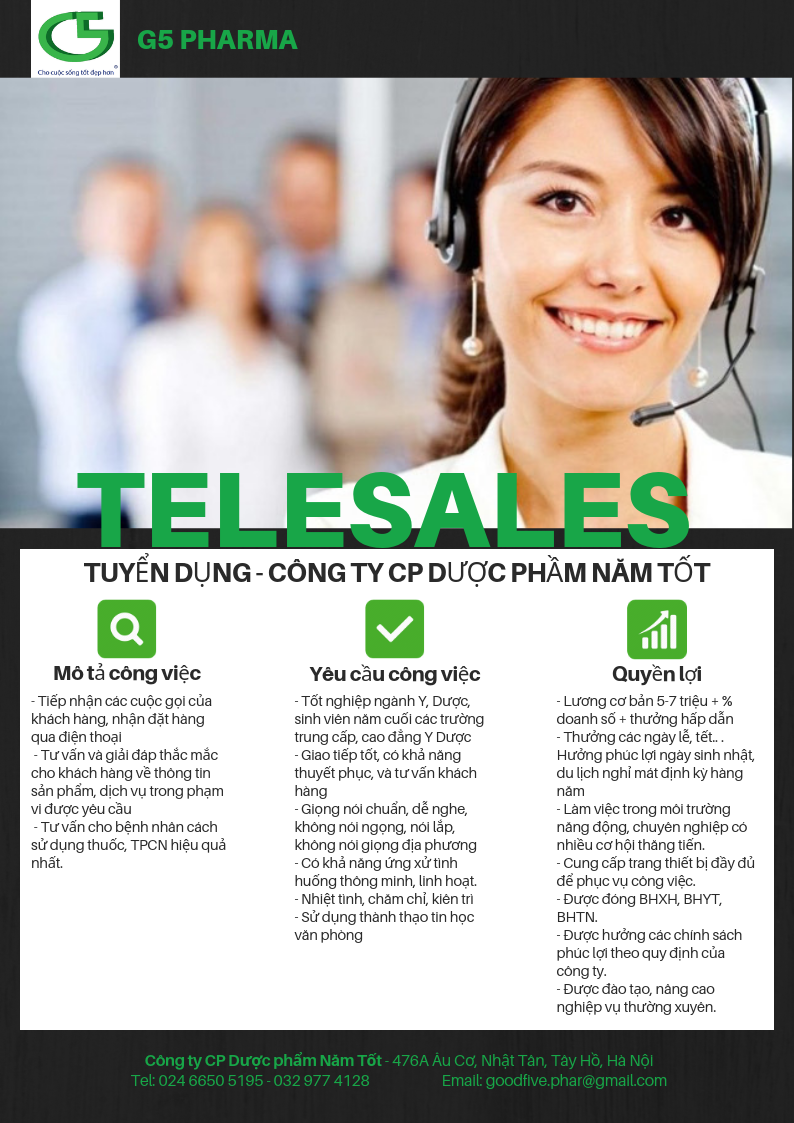 G5
Cho cuộc sống tốt đẹp hơn
®
G5 PHARMA
TELESALES
TUYỂN DỤNG - CÔNG TY CP DƯỢC PHẦM NĂM TỐT
Mô tả công việc
- Tiếp nhận các cuộc gọi của
khách hàng, nhận đặt hàng
qua điện thoại
- Tư vấn và giải đáp thắc mắc
cho khách hàng về thông tin
sản phẩm, dịch vụ trong phạm
vi được yêu cầu
- Tư vấn cho bệnh nhân cách
sử dụng thuốc, TPCN hiệu quả
nhất.
Yêu cầu công việc
- Tốt nghiệp ngành Y, Dược,
sinh viên năm cuối các trường
trung cấp, cao đẳng Y Dược
- Giao tiếp tốt, có khả năng
thuyết phục, và tư vấn khách
hàng
- Giọng nói chuẩn, dễ nghe,
không nói ngọng, nói lắp,
không nói giọng địa phương
- Có khả năng ứng xử tình
huống thông minh, linh hoạt.
- Nhiệt tình, chăm chỉ, kiên trì
- Sử dụng thành thạo tin học
văn phòng
Quyền lợi
- Lương cơ bản 5-7 triệu + %
doanh số + thưởng hấp dẫn
- Thưởng các ngày lễ, tết.. .
Hưởng phúc lợi ngày sinh nhật,
du lịch nghỉ mát định kỳ hàng
năm
- Làm việc trong môi trường
năng động, chuyên nghiệp có
nhiều cơ hội thăng tiến.
- Cung cấp trang thiết bị đầy đủ
để phục vụ công việc.
- Được đóng BHXH, BHYT,
BHTN.
- Được hưởng các chính sách
phúc lợi theo quy định của
công ty.
- Được đào tạo, nâng cao
nghiệp vụ thường xuyên.
Công ty CP Dược phẩm Năm Tốt - 476A Âu Cơ, Nhật Tân, Tây Hồ, Hà Nội
Tel: 024 6650 5195 - 032 977 4128 Email: goodfive.phar@gmail.com